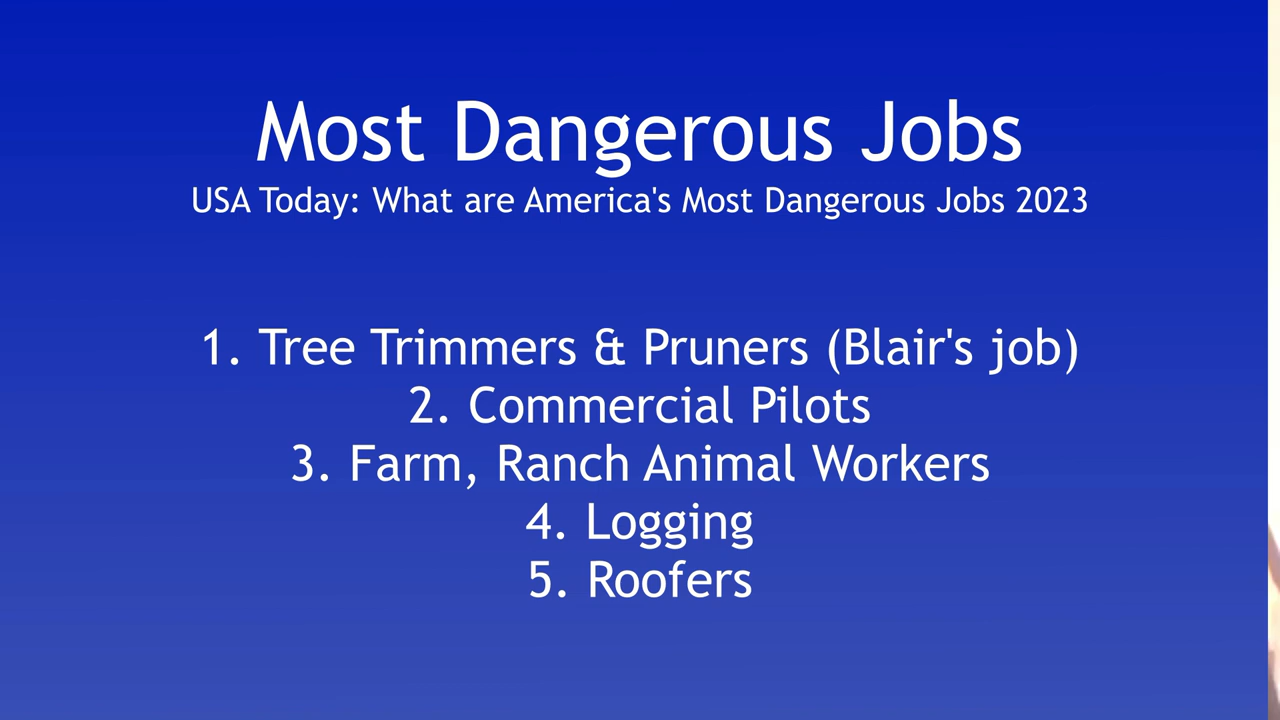 Most Dangerous Jobs
USA Today: What are America's Most Dangerous Jobs 2023
1. Tree Trimmers & Pruners (Blair's job)
2. Commercial Pilots
3. Farm, Ranch Animal Workers
4. Logging
5. Roofers